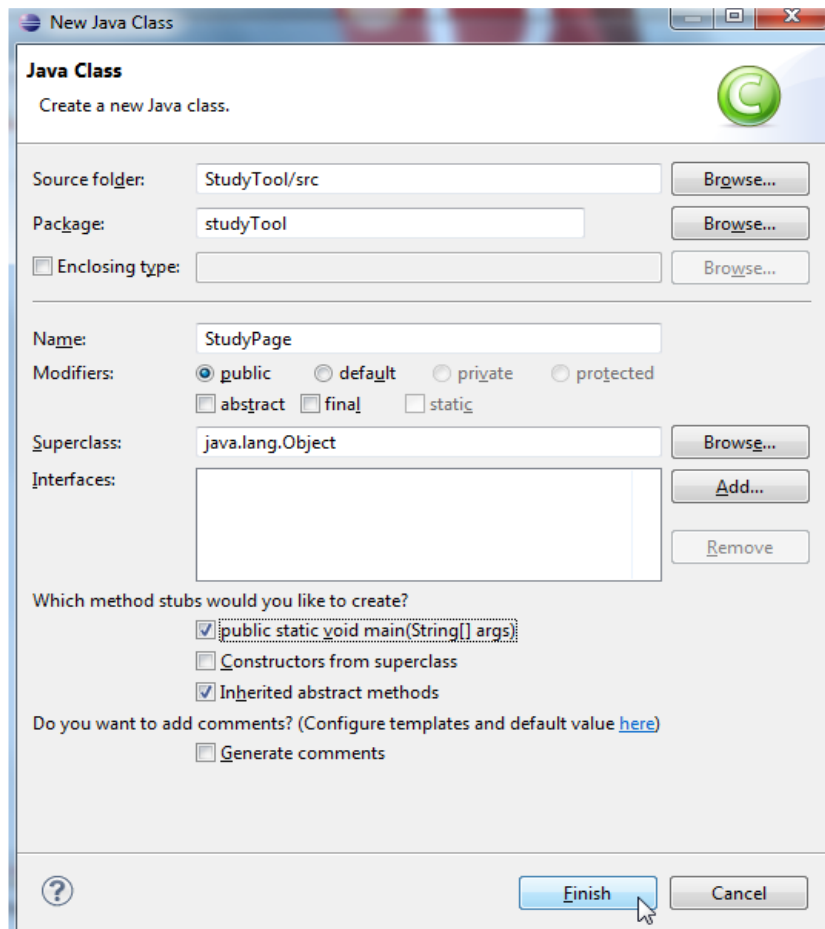 New Java Class
Java Class
Create a new Java class.
Source folder: StudyTool/src Browse...
Package: studyTool Browse...
Enclosing type: Browse...
Name: StudyPage
Modifiers: public default private protected
abstract final static
Superclass: java.lang.Object Browse...
Interfaces: Add...
Remove
Which method stubs would you like to create?
public static void main(String[] args)
Constructors from superclass
Inherited abstract methods
Do you want to add comments? (Configure templates and default value here)
Generate comments
? Finish Cancel